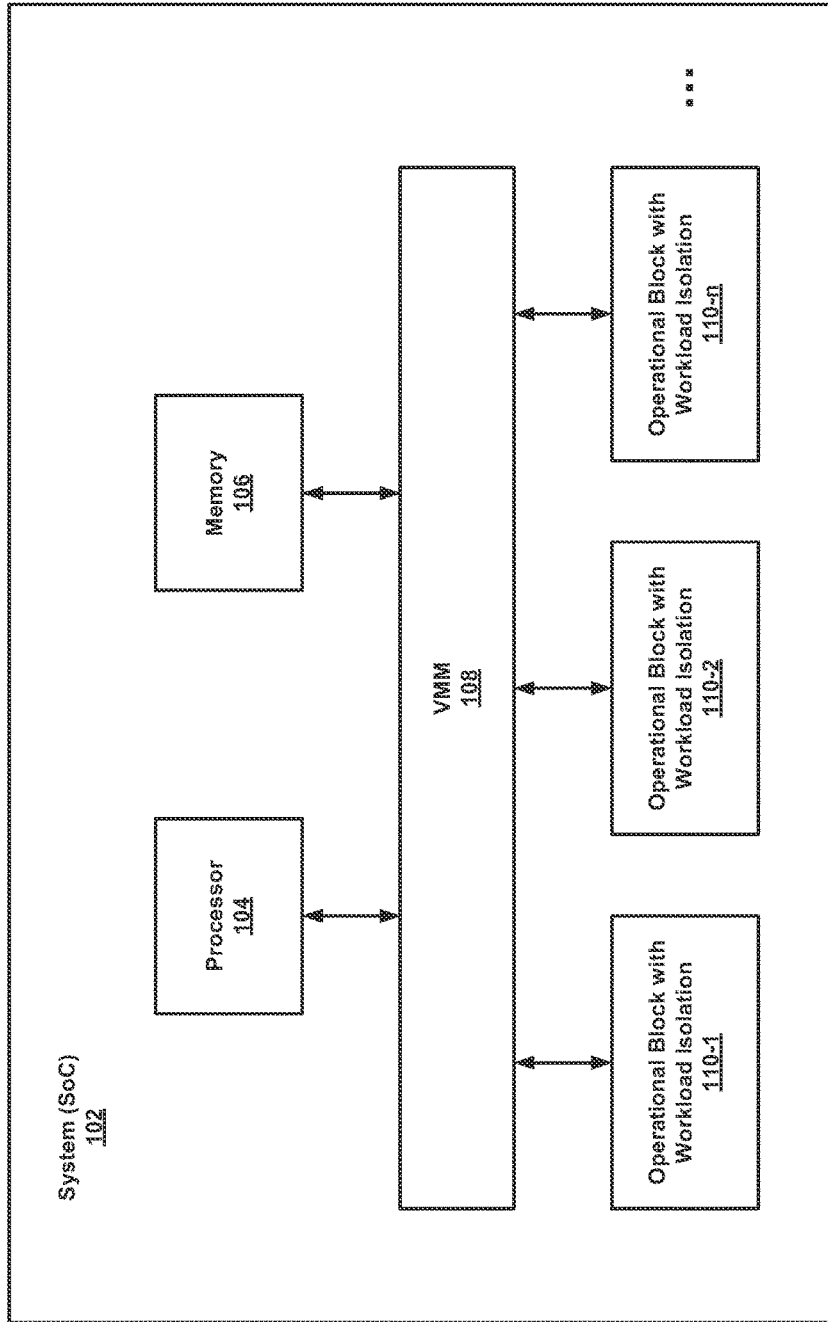 System (SoC)
102
Processor
104
Memory
106
VMM
108
Operational Block with
Workload Isolation
110-1
Operational Block with
Workload Isolation
110-2
Operational Block with
Workload Isolation
110-n
...